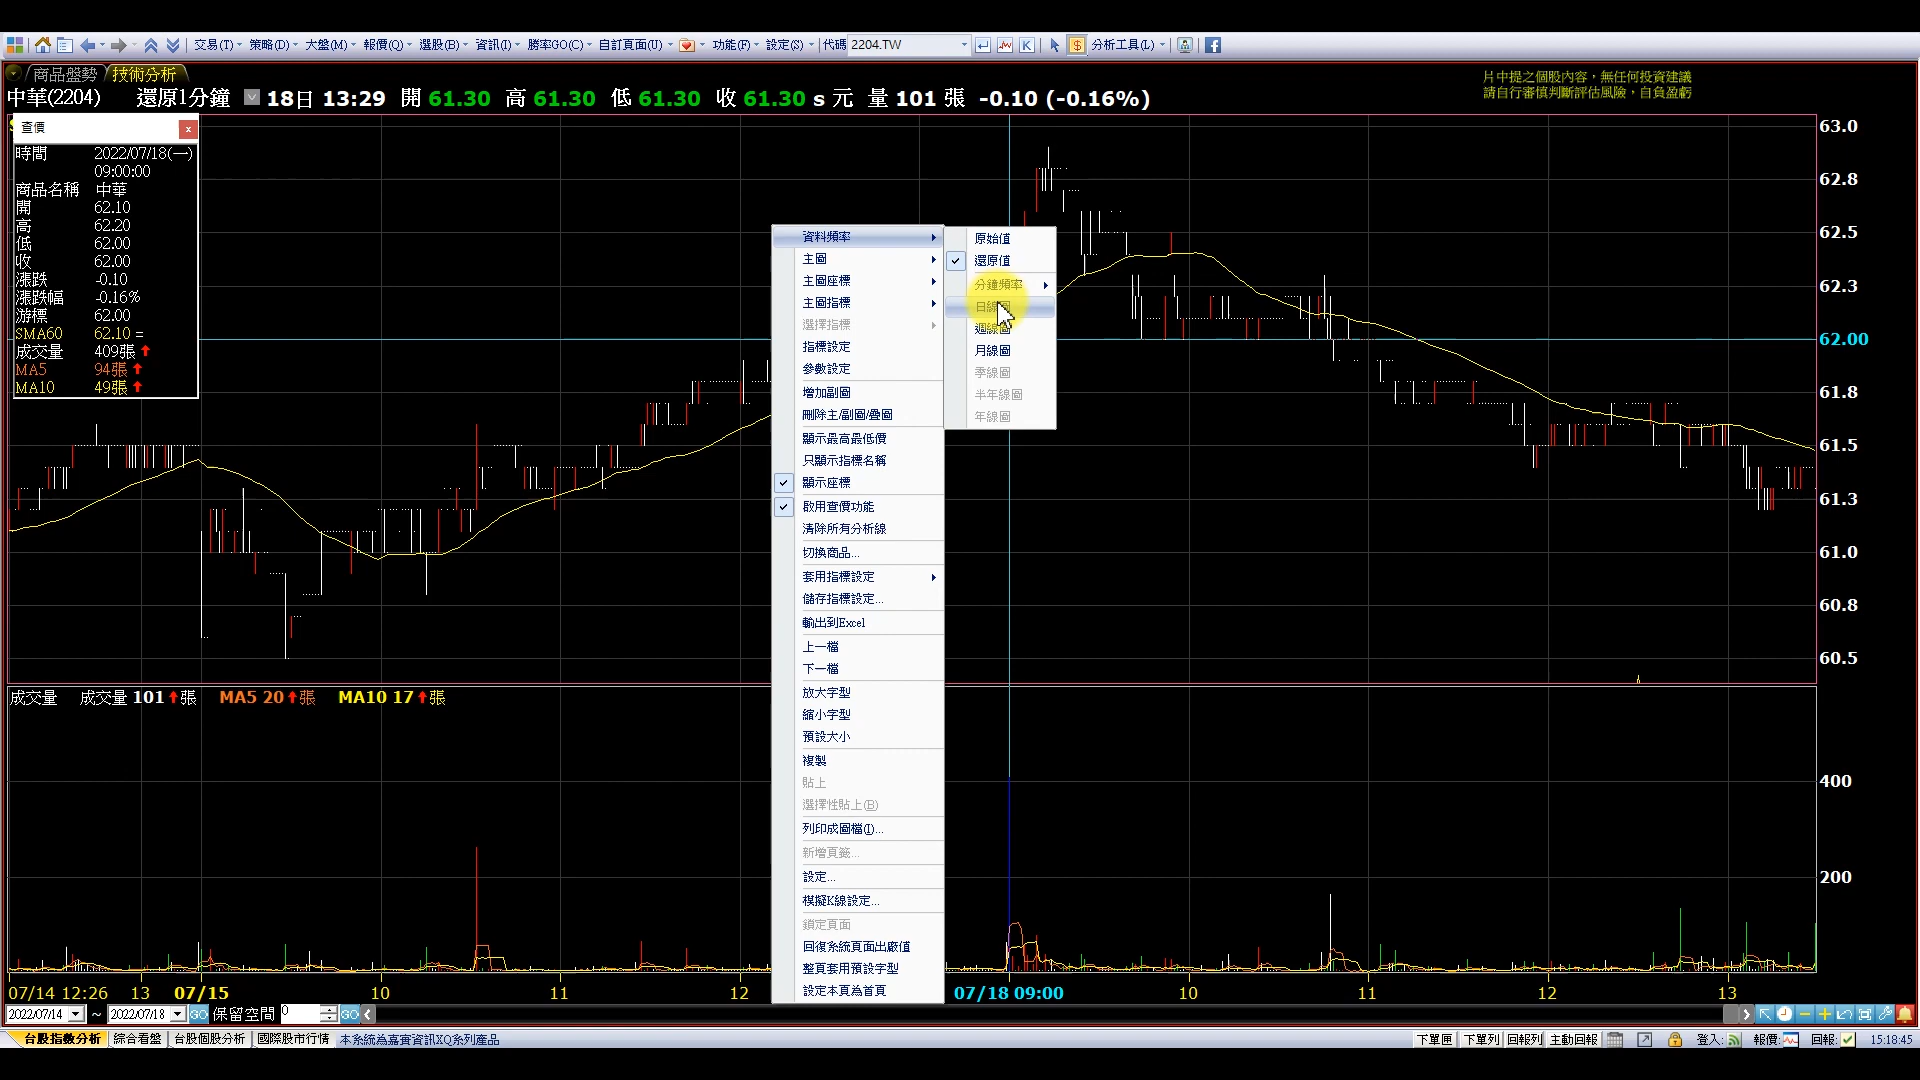 交易(T) 策略(D) 大盤(M) 報價(Q) 選股(B) 資訊(I) 勝率GO(C) 自訂頁面(U) 功能(F) 設定(S) 代碼 2204.TW K $ 分析工具(L)
商品盤勢 技術分析
片中提之個股內容，無任何投資建議
請自行審慎判斷評估風險，自負盈虧
中華(2204) 還原1分鐘 18日 13:29 開 61.30 高 61.30 低 61.30 收 61.30 s 元 量 101 張 -0.10 (-0.16%)
查價 x
時間 2022/07/18(一)
09:00:00
商品名稱 中華
開 62.10
高 62.20
低 62.00
收 62.00
漲跌 -0.10
漲跌幅 -0.16%
游標 62.00
SMA60 62.10 =
成交量 409張
MA5 94張
MA10 49張
資料頻率
主圖
主圖座標
主圖指標
選擇指標
指標設定
參數設定
增加副圖
刪除主/副圖/疊圖
顯示最高最低價
只顯示指標名稱
顯示座標
啟用查價功能
清除所有分析線
切換商品...
套用指標設定
儲存指標設定...
輸出到Excel
上一檔
下一檔
放大字型
縮小字型
預設大小
複製
貼上
選擇性貼上(B)
列印成圖檔(I)...
新增頁籤...
設定...
模擬K線設定...
鎖定頁面
回復系統頁面出廠值
整頁套用預設字型
設定本頁為首頁
原始值
還原值
分鐘頻率
日線圖
週線圖
月線圖
季線圖
半年線圖
年線圖
63.0
62.8
62.5
62.3
62.00
61.8
61.5
61.3
61.0
60.8
60.5
成交量 成交量 101 張 MA5 20 張 MA10 17 張
400
200
07/14 12:26 13 07/15 10 11 12 07/18 09:00 10 11 12 13
2022/07/14 ~ 2022/07/18 GO 保留空間 0 GO
台股指數分析 綜合看盤 台股個股分析 國際股市行情 本系統為嘉實資訊XQ系列產品 下單匣 下單列 回報列 主動回報 登入: 報價: 回報: 15:18:45